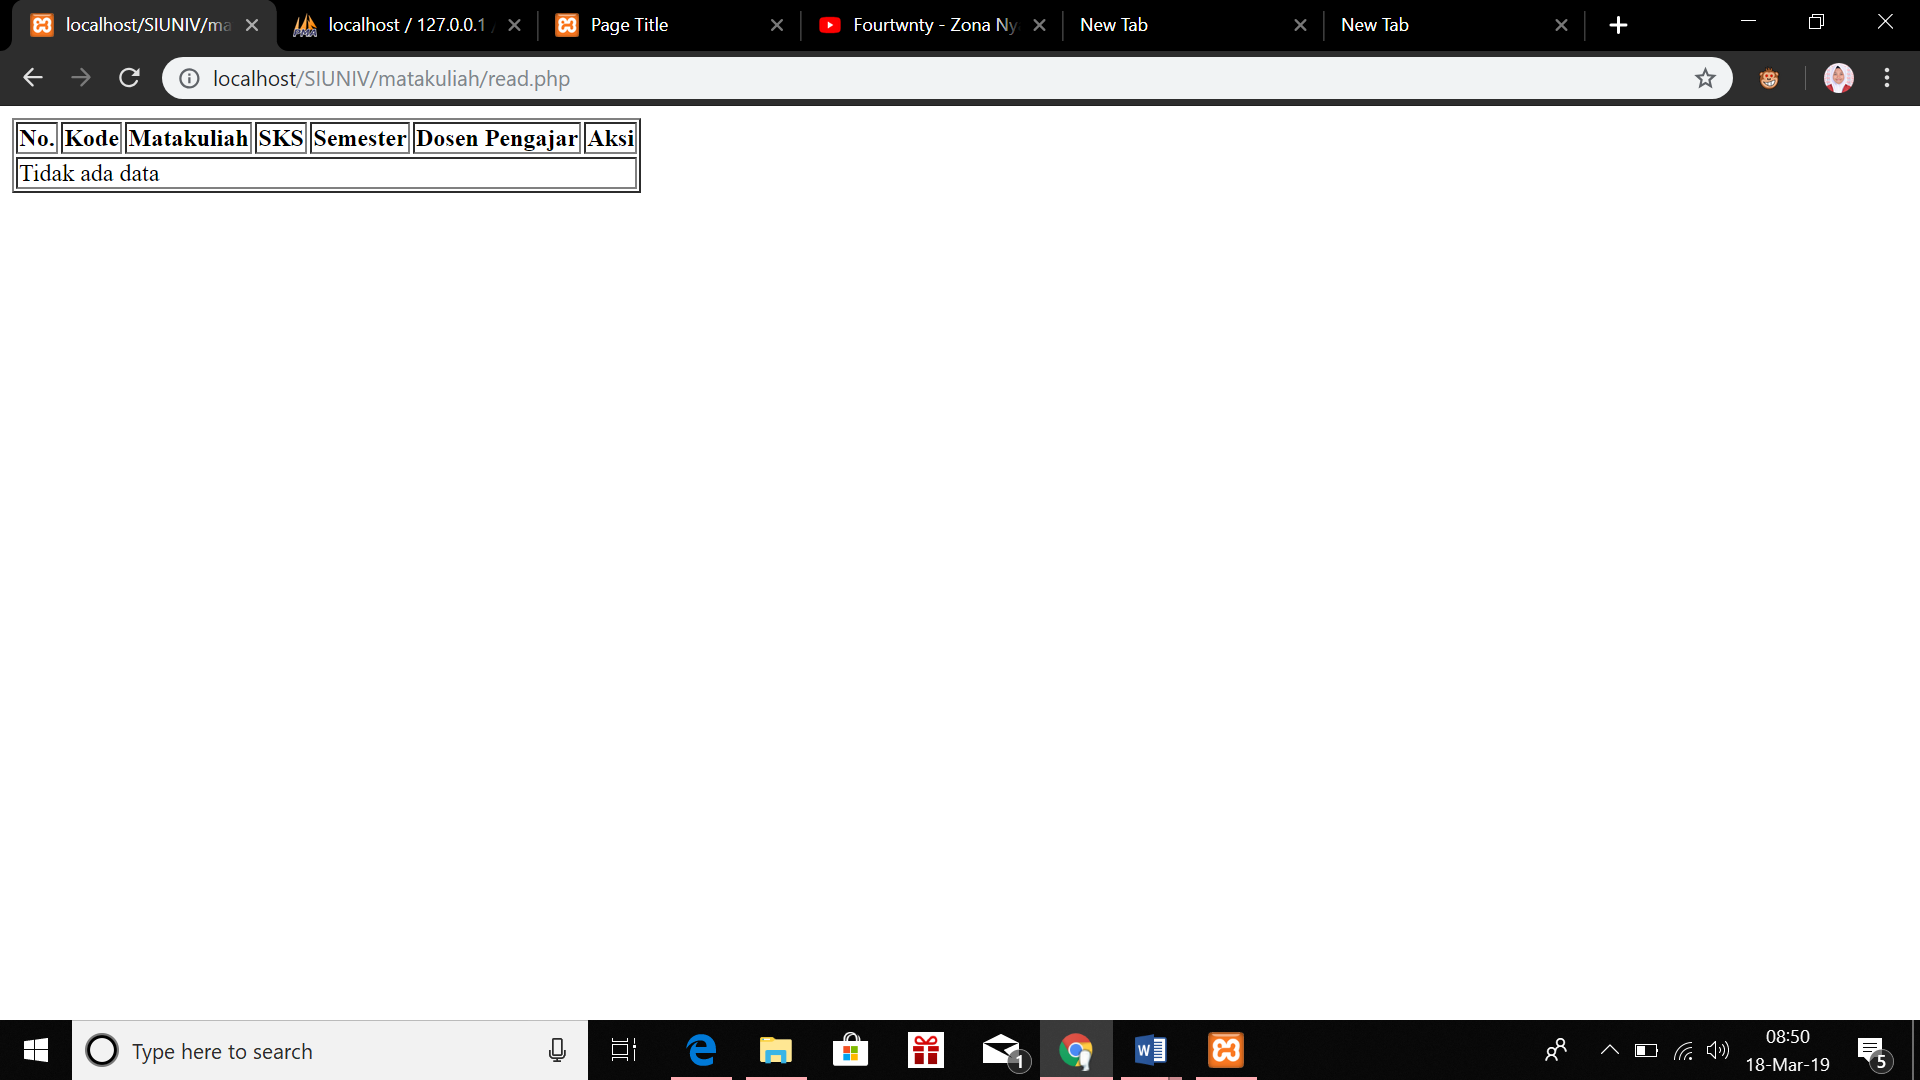 localhost/SIUNIV/ma
localhost / 127.0.0.1 /
Page Title
Fourtwnty - Zona Ny
New Tab
New Tab
localhost/SIUNIV/matakuliah/read.php
No. Kode Matakuliah SKS Semester Dosen Pengajar Aksi
Tidak ada data
Type here to search
1
08:50
18-Mar-19
5